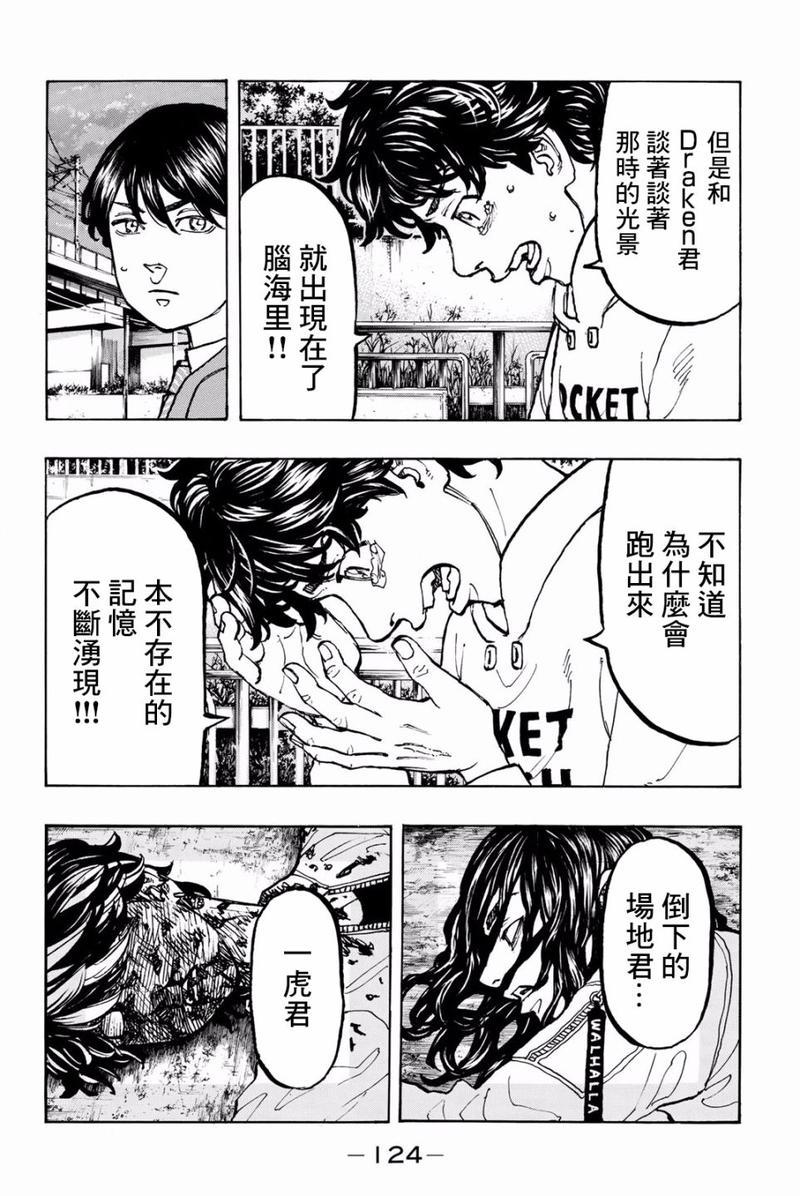 但是和
Draken君
談著談著
那時的光景
就出現在了
腦海里!!
OCKET
不知道
為什麼會
跑出來
本不存在的
記憶
不斷湧現!!!
KET
倒下的
場地君…
WALHALLA
一虎君
-124-